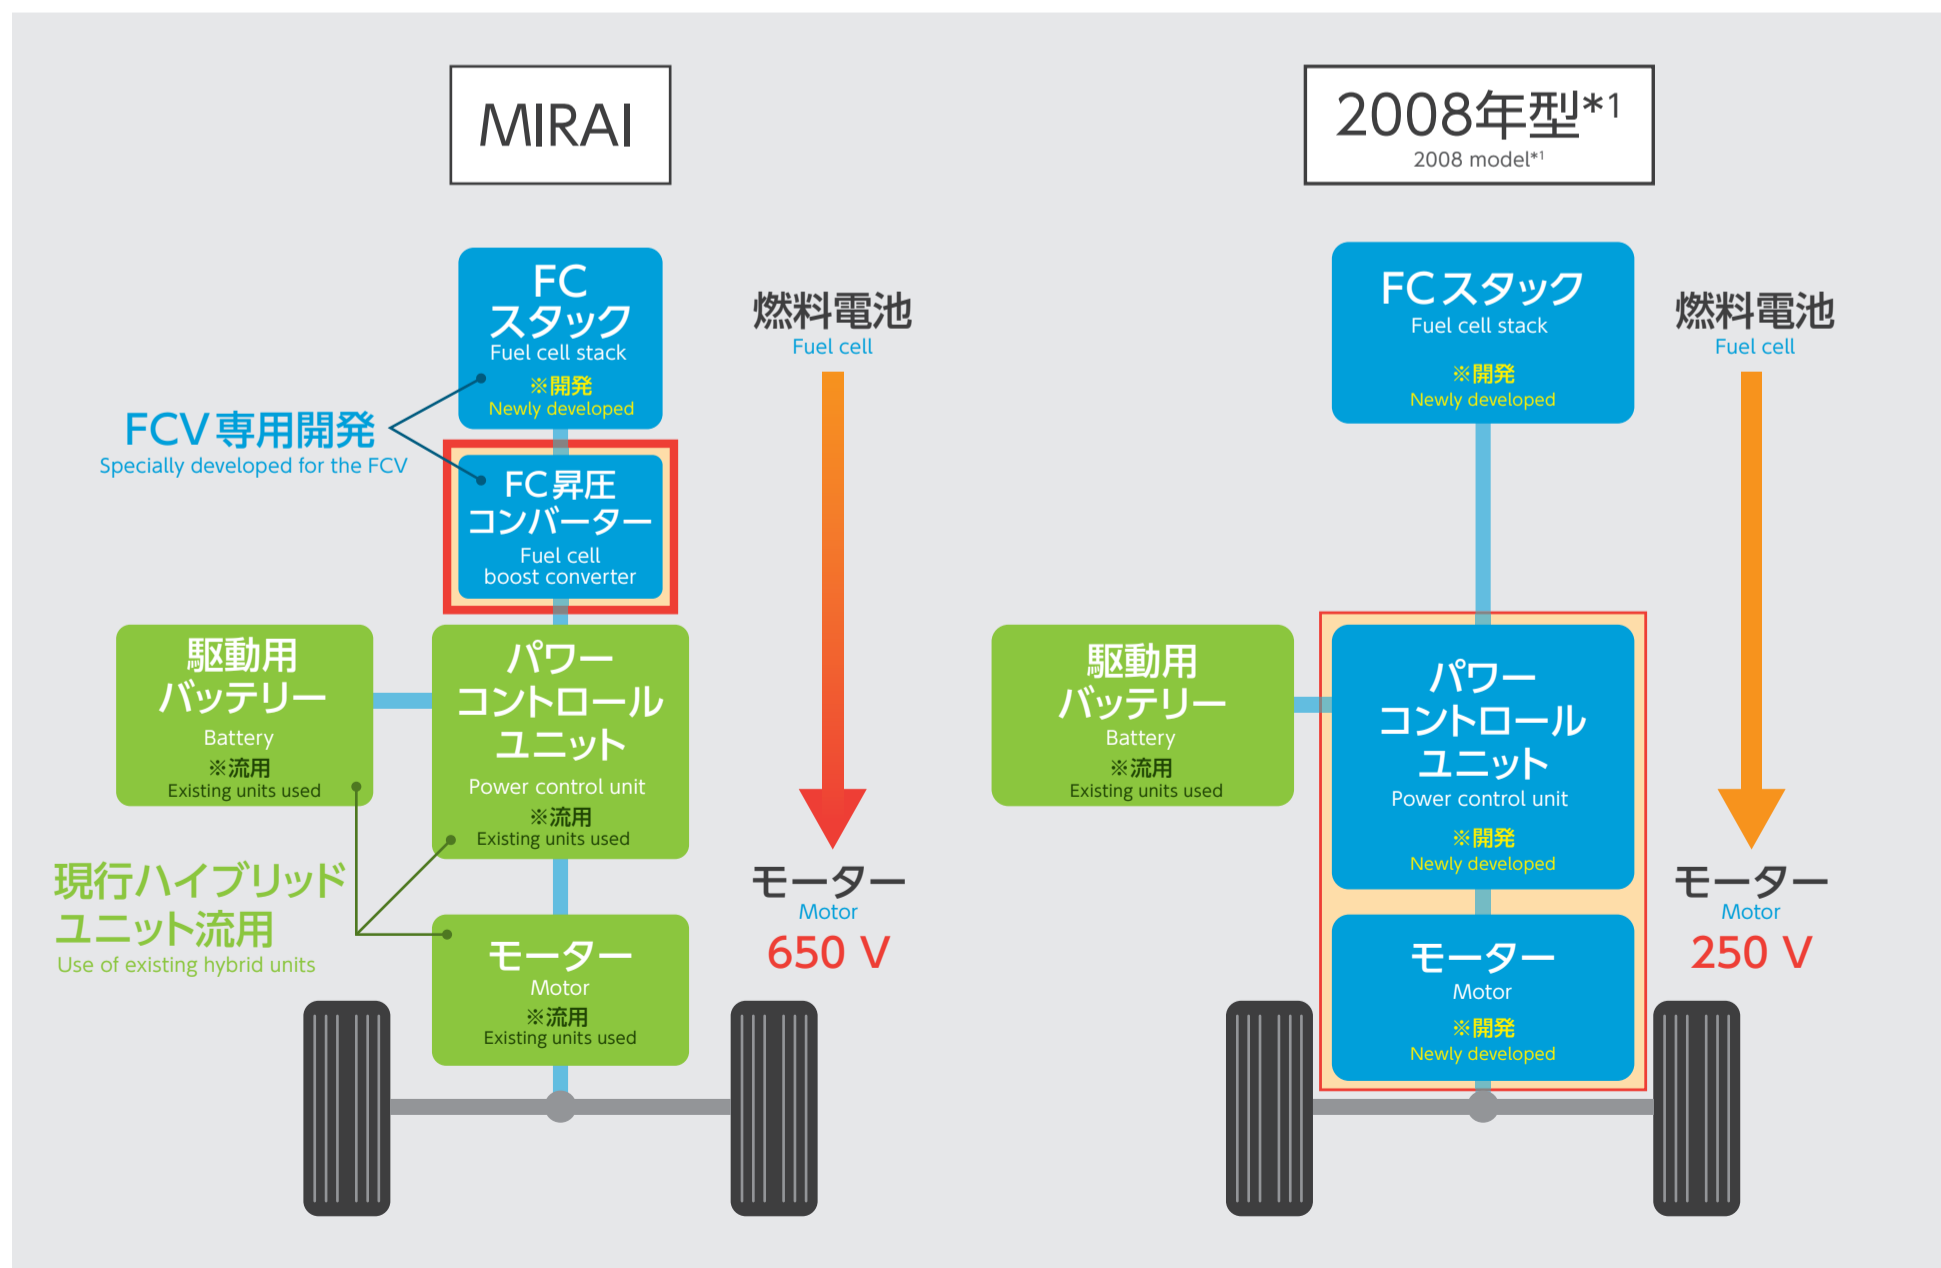 MIRAI
FC
スタック
Fuel cell stack
※開発
Newly developed
FCV専用開発
Specially developed for the FCV
FC昇圧
コンバーター
Fuel cell
boost converter
駆動用
バッテリー
Battery
※流用
Existing units used
パワー
コントロール
ユニット
Power control unit
※流用
Existing units used
現行ハイブリッド
ユニット流用
Use of existing hybrid units
モーター
Motor
※流用
Existing units used
燃料電池
Fuel cell
モーター
Motor
650 V
2008年型*1
2008 model*1
FCスタック
Fuel cell stack
※開発
Newly developed
駆動用
バッテリー
Battery
※流用
Existing units used
パワー
コントロール
ユニット
Power control unit
※開発
Newly developed
モーター
Motor
※開発
Newly developed
燃料電池
Fuel cell
モーター
Motor
250 V